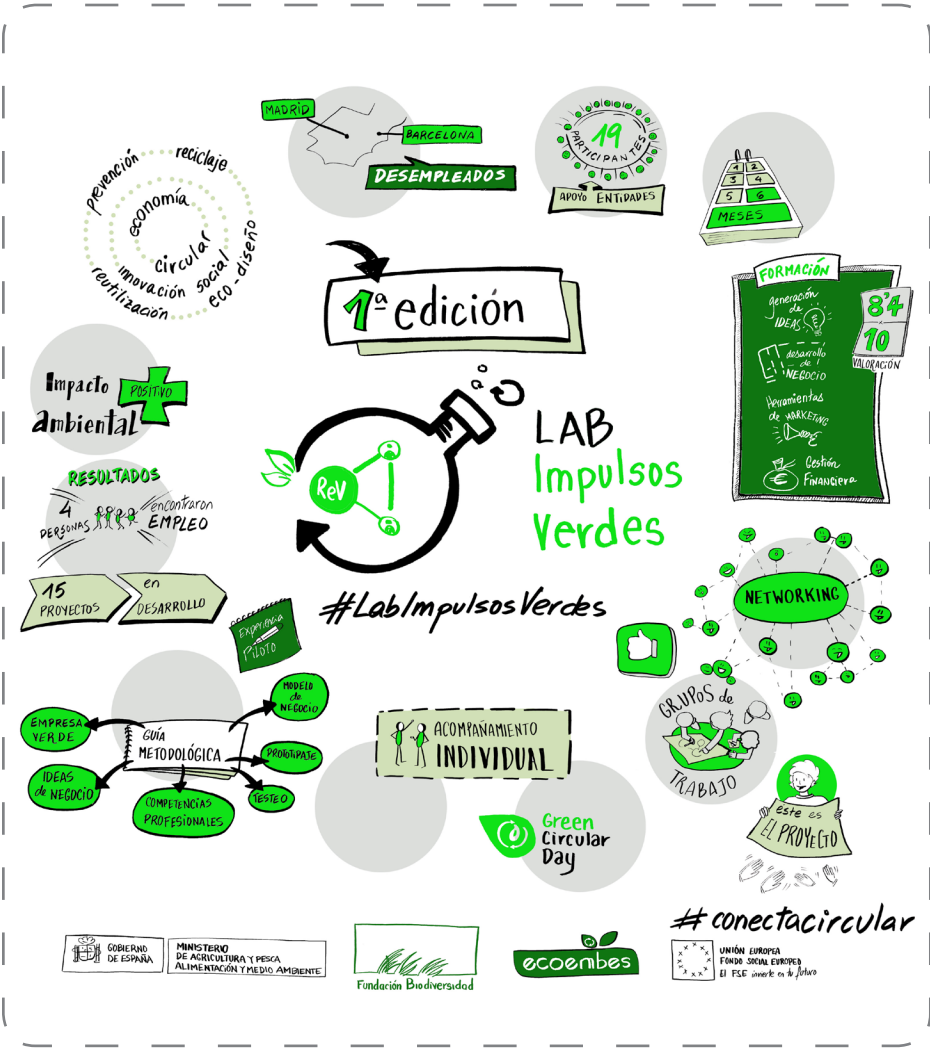 MADRID
BARCELONA
DESEMPLEADOS
19
PARTICIPANTES
APOYO ENTIDADES
1 2
3 4
5 6
MESES
prevención
reciclaje
economía
circular
innovación social
reutilización
eco-diseño
1ª edición
FORMACIÓN
generación
de
IDEAS
desarrollo
de
NEGOCIO
Herramientas
de MARKETING
Gestión
Financiera
8'4
10
VALORACIÓN
Impacto
POSITIVO
ambiental
ReV
LAB
Impulsos
Verdes
RESULTADOS
4
PERSONAS
encontraron
EMPLEO
15
PROYECTOS
en
DESARROLLO
Experiencia
PILOTO
#LabImpulsosVerdes
NETWORKING
GUÍA
METODOLÓGICA
EMPRESA
VERDE
IDEAS
de NEGOCIO
COMPETENCIAS
PROFESIONALES
TESTEO
PROTOTIPAJE
MODELO
de
NEGOCIO
ACOMPAÑAMIENTO
INDIVIDUAL
GRUPOS de
TRABAJO
este es
EL PROYECTO
Green
Circular
Day
#conectacircular
GOBIERNO
DE ESPAÑA
MINISTERIO
DE AGRICULTURA Y PESCA
ALIMENTACIÓN Y MEDIO AMBIENTE
Fundación Biodiversidad
ecoembes
UNIÓN EUROPEA
FONDO SOCIAL EUROPEO
El FSE invierte en tu futuro